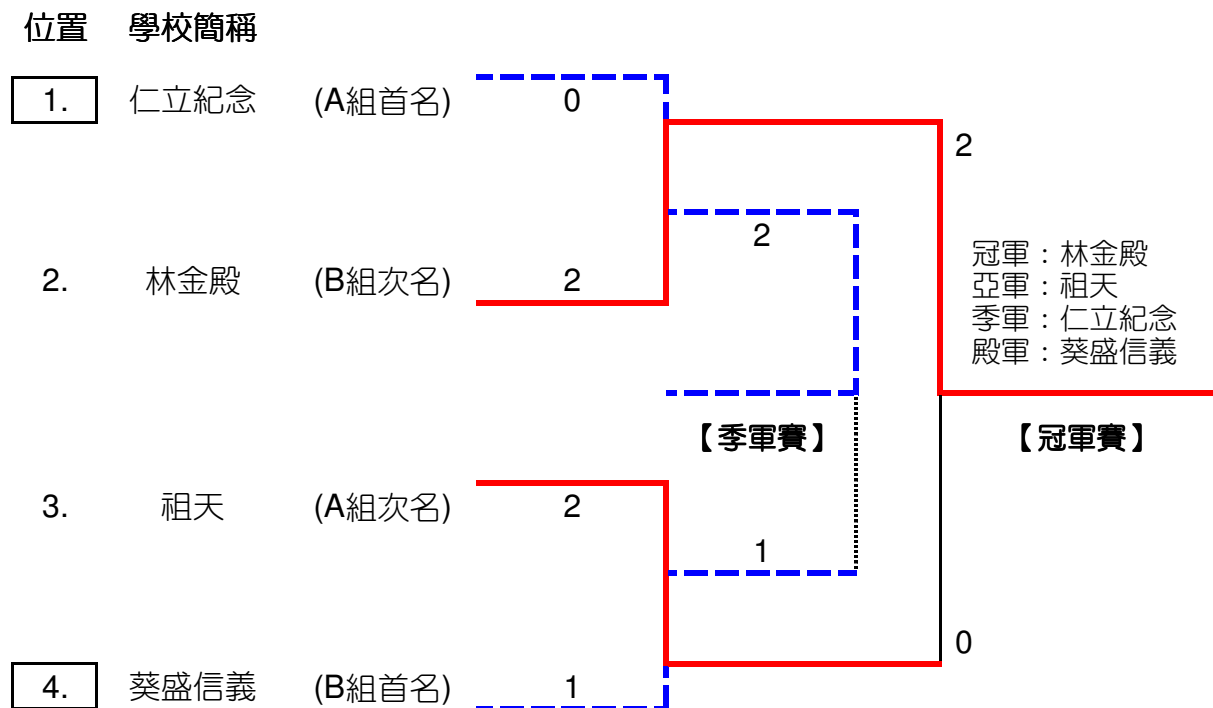 位置 學校簡稱
1. 仁立紀念 (A組首名) 0
2
2
2. 林金殿 (B組次名) 2
冠軍：林金殿
亞軍：祖天
季軍：仁立紀念
殿軍：葵盛信義
【季軍賽】 【冠軍賽】
3. 祖天 (A組次名) 2
1
0
4. 葵盛信義 (B組首名) 1